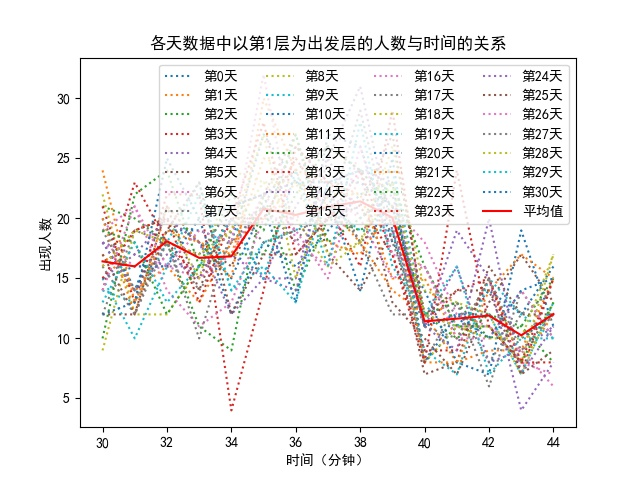 各天数据中以第1层为出发层的人数与时间的关系
出现人数
30
25
20
15
10
5
第0天 第8天 第16天 第24天
第1天 第9天 第17天 第25天
第2天 第10天 第18天 第26天
第3天 第11天 第19天 第27天
第4天 第12天 第20天 第28天
第5天 第13天 第21天 第29天
第6天 第14天 第22天 第30天
第7天 第15天 第23天 平均值
30 32 34 36 38 40 42 44
时间（分钟）